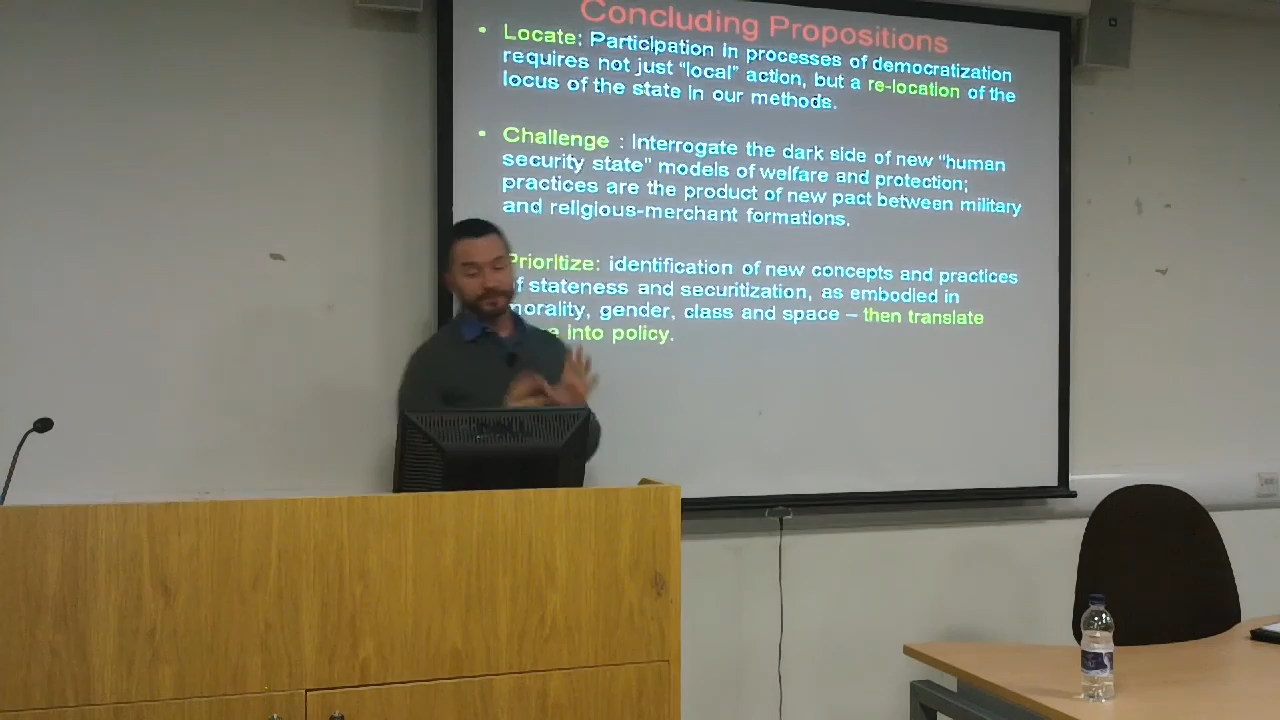 Concluding Propositions
• Locate: Participation in processes of democratization
requires not just "local" action, but a re-location of the
locus of the state in our methods.
• Challenge : Interrogate the dark side of new "human
security state" models of welfare and protection;
practices are the product of new pact between military
and religious-merchant formations.
Prioritize: identification of new concepts and practices
of stateness and securitization, as embodied in
morality, gender, class and space – then translate
into policy.